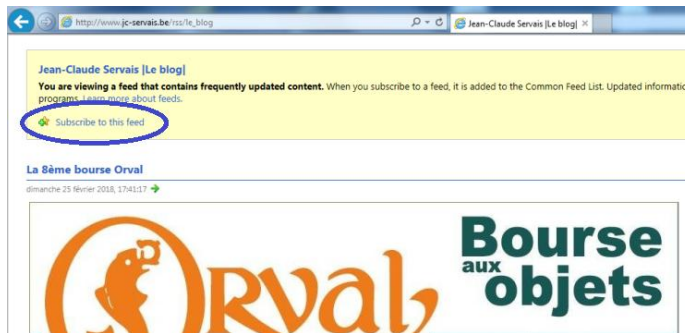 http://www.jc-servais.be/rss/le_blog
Jean-Claude Servais |Le blog|
Jean-Claude Servais |Le blog|
You are viewing a feed that contains frequently updated content. When you subscribe to a feed, it is added to the Common Feed List. Updated informatic
programs. Learn more about feeds.
Subscribe to this feed
La 8ème bourse Orval
dimanche 25 février 2018, 17:41:17
ORval
Bourse
aux
objets